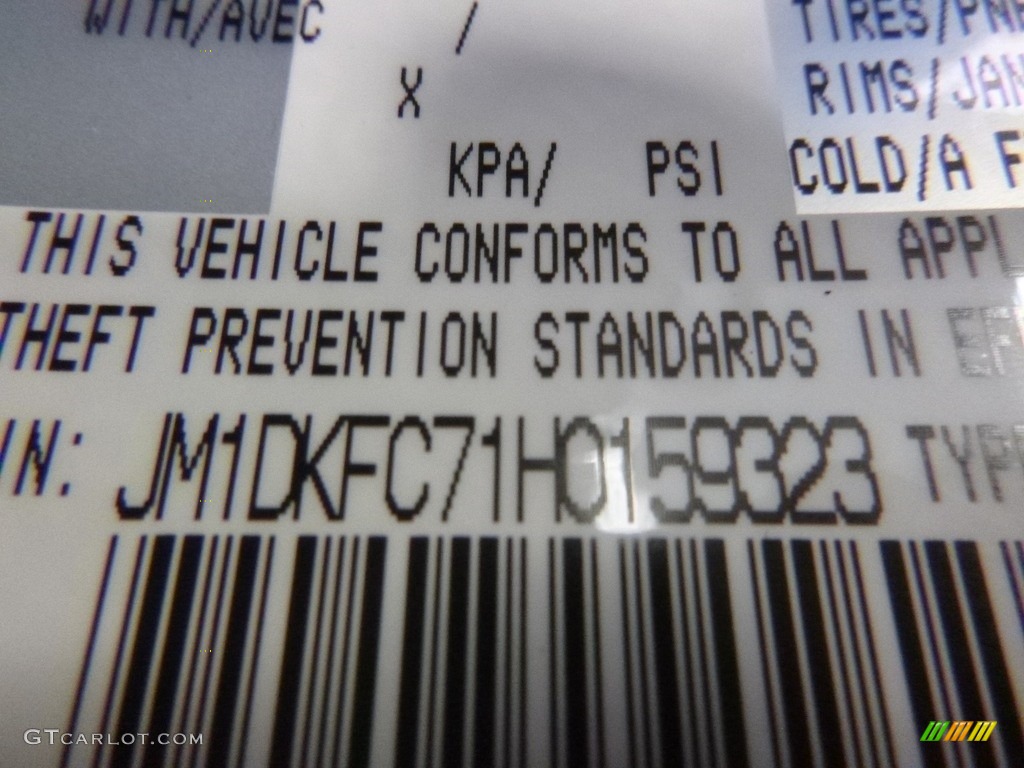 WITH/AVEC / TIRES/PN
X RIMS/JAN
KPA/ PSI COLD/A F
THIS VEHICLE CONFORMS TO ALL APPL
THEFT PREVENTION STANDARDS IN
IN: JM1DKFC71H0159323 TYP
GTCARLOT.COM